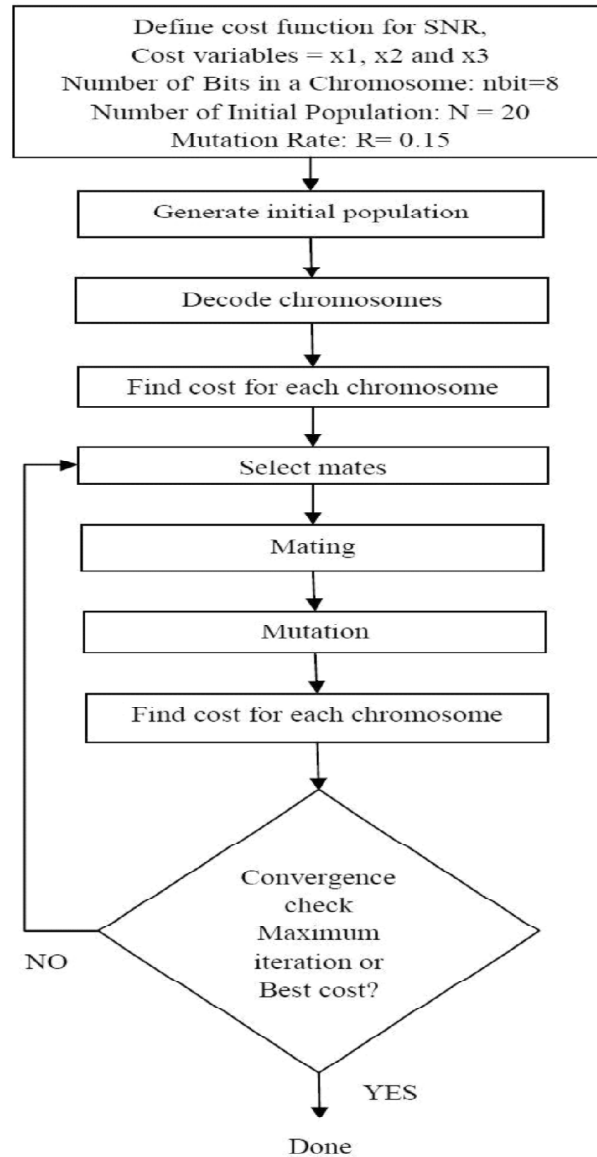 Define cost function for SNR,
Cost variables = x1, x2 and x3
Number of Bits in a Chromosome: nbit=8
Number of Initial Population: N = 20
Mutation Rate: R= 0.15
Generate initial population
Decode chromosomes
Find cost for each chromosome
Select mates
Mating
Mutation
Find cost for each chromosome
Convergence
check
Maximum
iteration or
Best cost?
NO
YES
Done